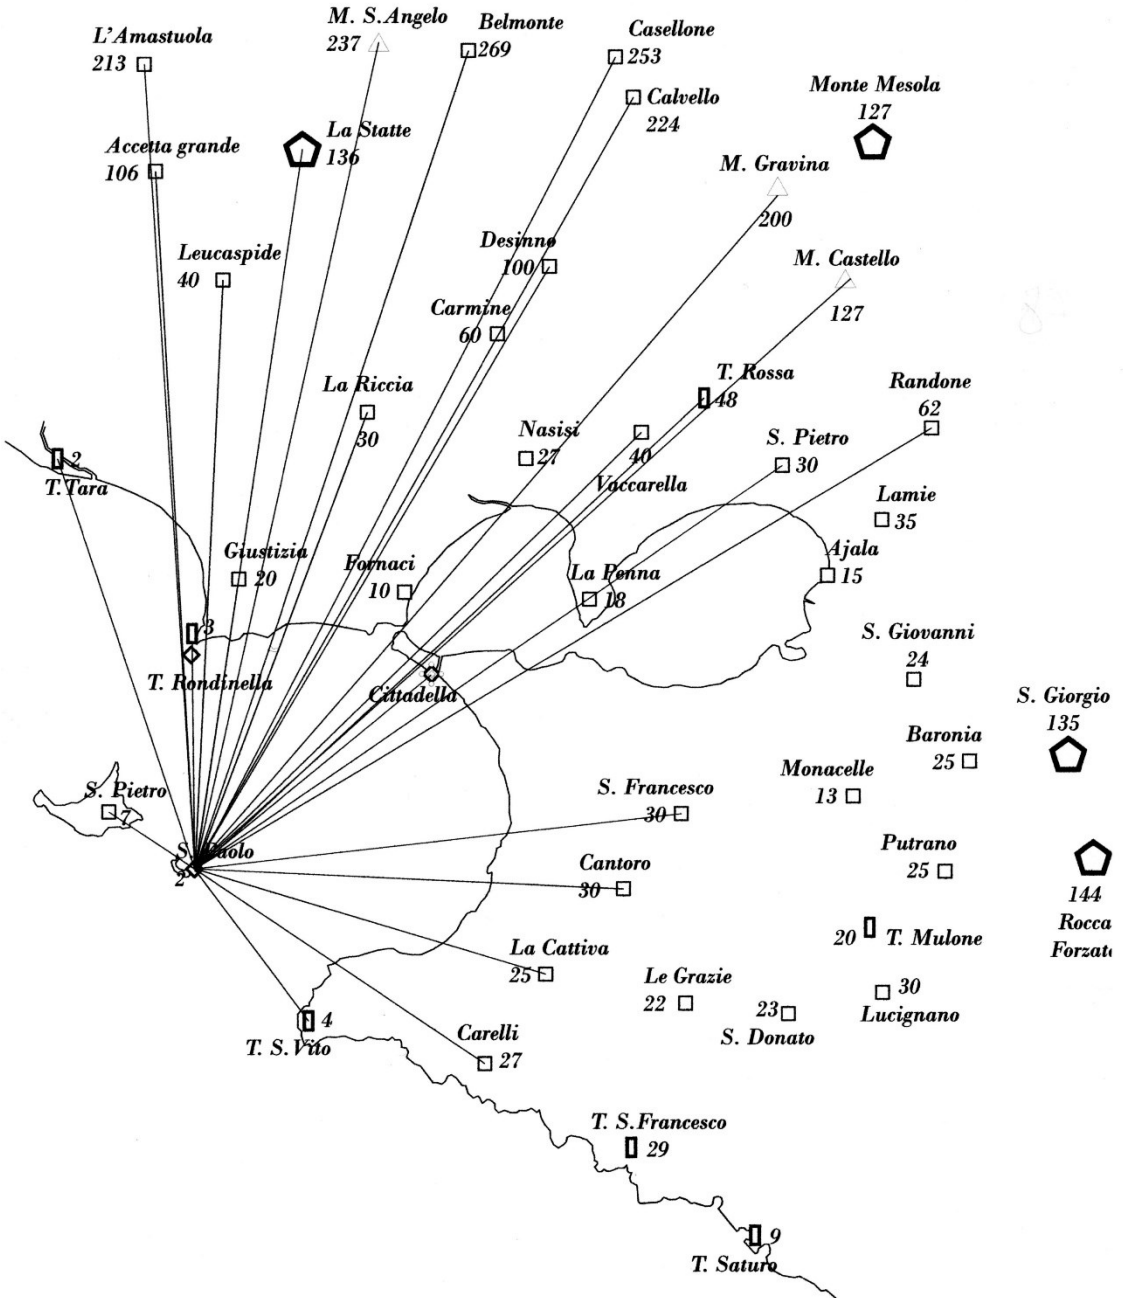 M. S.Angelo
237
Belmonte
269
L'Amastuola
213
Casellone
253
Calvello
224
Monte Mesola
127
La Statte
136
Accetta grande
106
M. Gravina
200
Leucaspide
40
Desinno
100
M. Castello
127
Carmine
60
T. Rossa
48
La Riccia
30
Randone
62
Nasisi
27
40
Vaccarella
S. Pietro
30
2
T. Tara
Lamie
35
Giustizia
20
Fornaci
10
La Penna
18
Ajala
15
3
T. Rondinella
Cittadella
S. Giovanni
24
S. Giorgio
135
Baronia
25
Monacelle
13
S. Pietro
7
S. Francesco
30
S. Paolo
2
Cantoro
30
Putrano
25
144
Rocca
Forzat
20 T. Mulone
La Cattiva
25
Le Grazie
22
30
Lucignano
23
S. Donato
4
T. S.Vito
Carelli
27
T. S.Francesco
29
9
T. Saturo